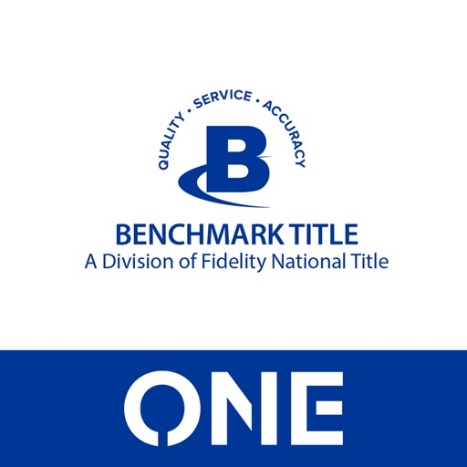 QUALITY • SERVICE • ACCURACY
B
BENCHMARK TITLE
A Division of Fidelity National Title
ONE